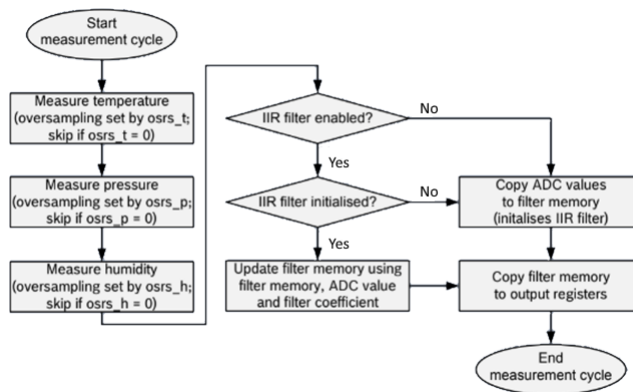 Start
measurement cycle
Measure temperature
(oversampling set by osrs_t;
skip if osrs_t = 0)
Measure pressure
(oversampling set by osrs_p;
skip if osrs_p = 0)
Measure humidity
(oversampling set by osrs_h;
skip if osrs_h = 0)
IIR filter enabled?
No
Yes
IIR filter initialised?
No
Yes
Update filter memory using
filter memory, ADC value
and filter coefficient
Copy ADC values
to filter memory
(initalises IIR filter)
Copy filter memory
to output registers
End
measurement cycle